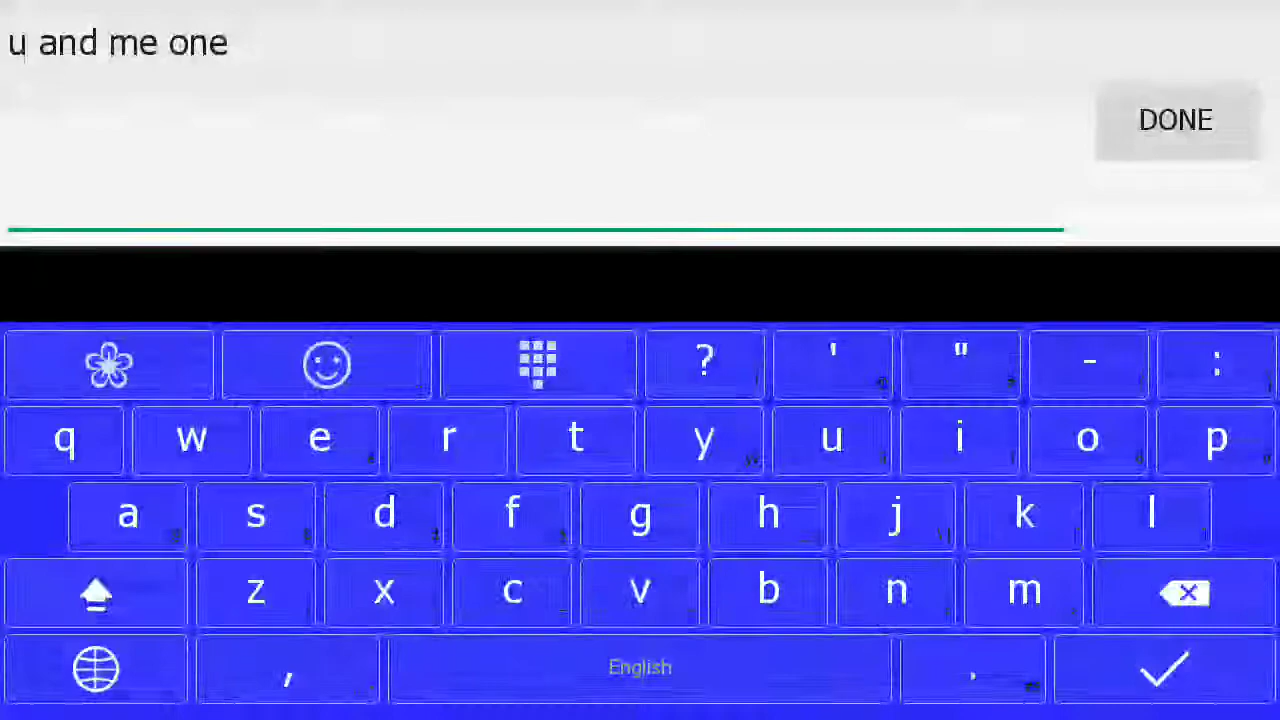 u and me one
DONE
? ' " - :
q w e r t y u i o p
a s d f g h j k l
z x c v b n m
, English .